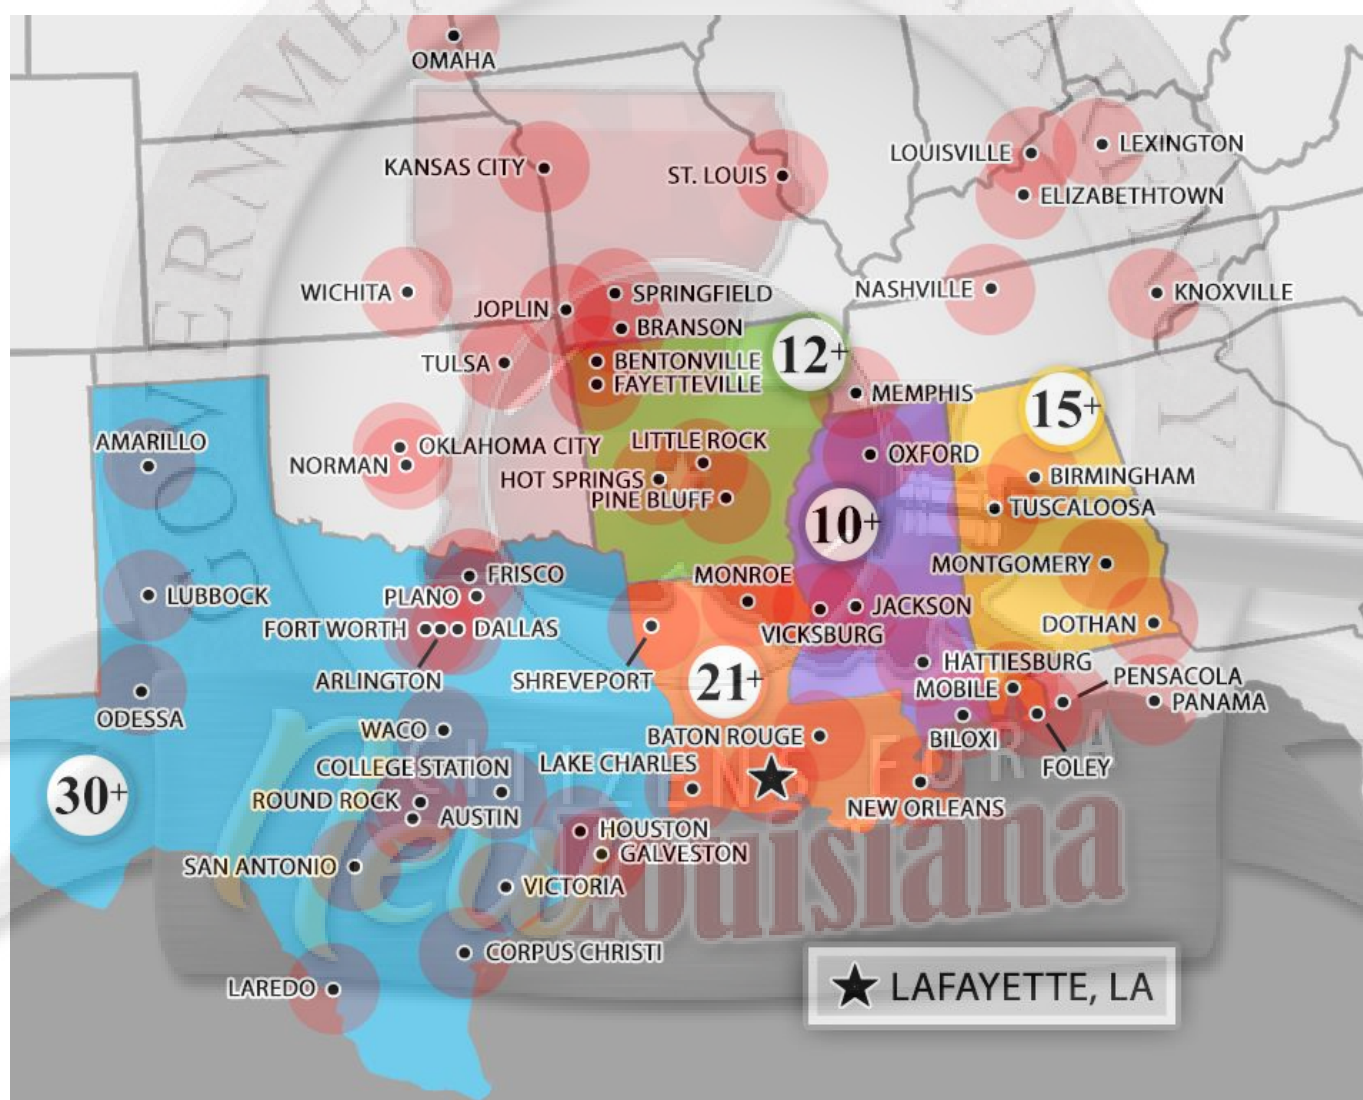 OMAHA
KANSAS CITY
ST. LOUIS
LOUISVILLE
LEXINGTON
ELIZABETHTOWN
WICHITA
JOPLIN
SPRINGFIELD
NASHVILLE
KNOXVILLE
BRANSON
12+
TULSA
BENTONVILLE
FAYETTEVILLE
MEMPHIS
15+
AMARILLO
OKLAHOMA CITY
LITTLE ROCK
OXFORD
NORMAN
HOT SPRINGS
BIRMINGHAM
PINE BLUFF
TUSCALOOSA
10+
MONTGOMERY
FRISCO
MONROE
LUBBOCK
PLANO
JACKSON
FORT WORTH
DALLAS
VICKSBURG
DOTHAN
ARLINGTON
SHREVEPORT
21+
HATTIESBURG
PENSACOLA
MOBILE
PANAMA
ODESSA
WACO
BATON ROUGE
BILOXI
COLLEGE STATION
LAKE CHARLES
FOLEY
30+
ROUND ROCK
AUSTIN
NEW ORLEANS
HOUSTON
GALVESTON
SAN ANTONIO
VICTORIA
CORPUS CHRISTI
LAREDO
LAFAYETTE, LA
CITIZENS FOR A
new Louisiana